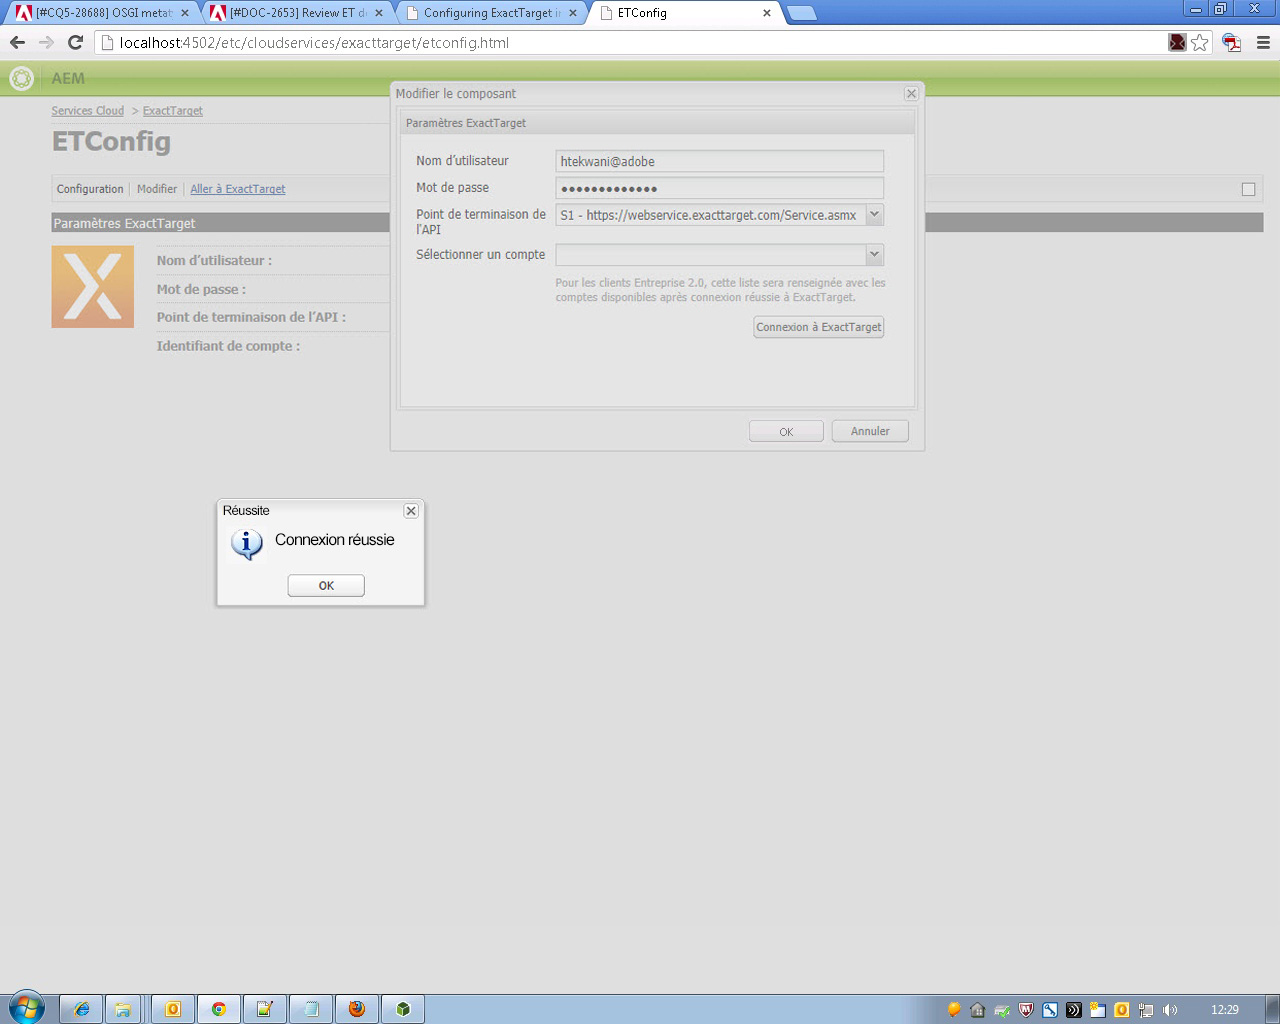 [#CQ5-28688] OSGI metat
[#DOC-2653] Review ET d
Configuring ExactTarget i
ETConfig
localhost:4502/etc/cloudservices/exacttarget/etconfig.html
AEM
Services Cloud > ExactTarget
ETConfig
Configuration | Modifier | Aller à ExactTarget
Paramètres ExactTarget
Nom d’utilisateur :
Mot de passe :
Point de terminaison de l’API :
Identifiant de compte :
Modifier le composant
Paramètres ExactTarget
Nom d’utilisateur
htekwani@adobe
Mot de passe
•••••••••••••
Point de terminaison de
l'API
S1 - https://webservice.exacttarget.com/Service.asmx
Sélectionner un compte
Pour les clients Entreprise 2.0, cette liste sera renseignée avec les
comptes disponibles après connexion réussie à ExactTarget.
Connexion à ExactTarget
OK
Annuler
Réussite
Connexion réussie
OK
12:29